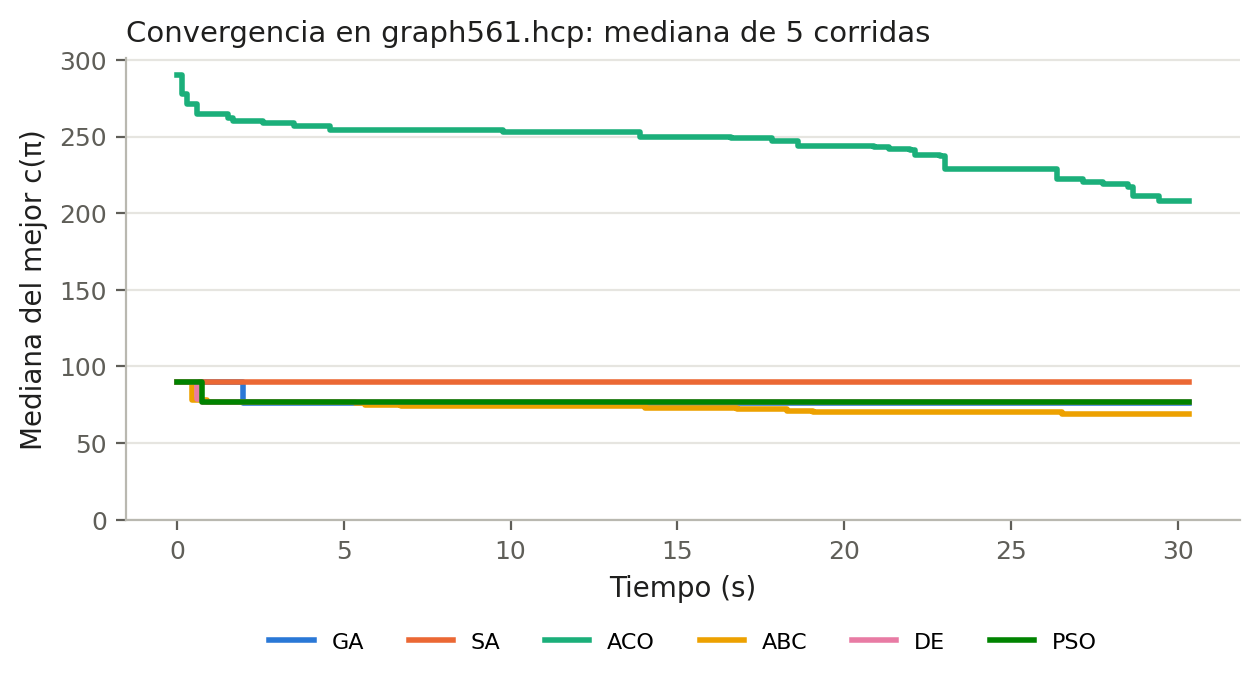 Convergencia en graph561.hcp: mediana de 5 corridas
Mediana del mejor c(π)
300
250
200
150
100
50
0
0 5 10 15 20 25 30
Tiempo (s)
GA SA ACO ABC DE PSO